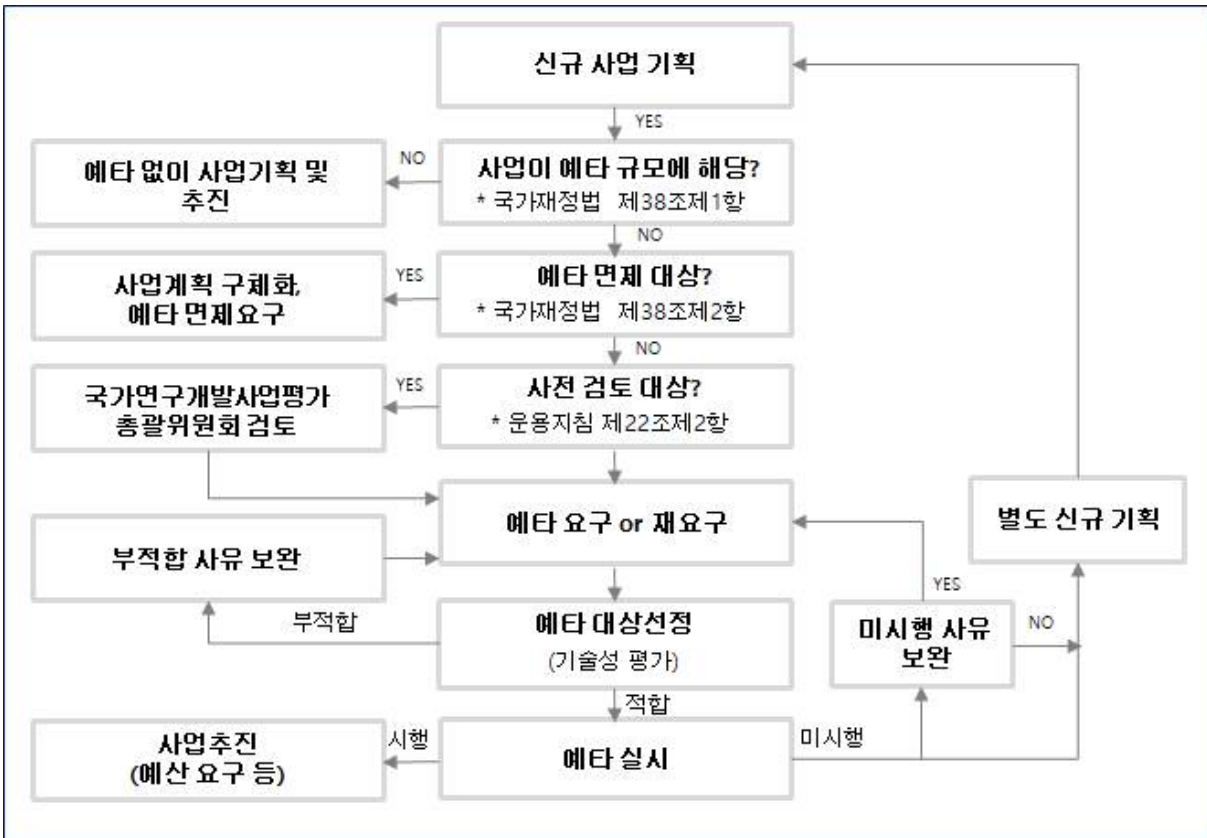 신규 사업 기획
YES
예타 없이 사업기획 및
추진
NO
사업이 예타 규모에 해당?
* 국가재정법 제38조제1항
NO
사업계획 구체화,
예타 면제요구
YES
예타 면제 대상?
* 국가재정법 제38조제2항
NO
국가연구개발사업평가
총괄위원회 검토
YES
사전 검토 대상?
* 운용지침 제22조제2항
예타 요구 or 재요구
별도 신규 기획
부적합 사유 보완
YES
부적합
예타 대상선정
(기술성 평가)
미시행 사유
보완
NO
적합
사업추진
(예산 요구 등)
시행
예타 실시
미시행